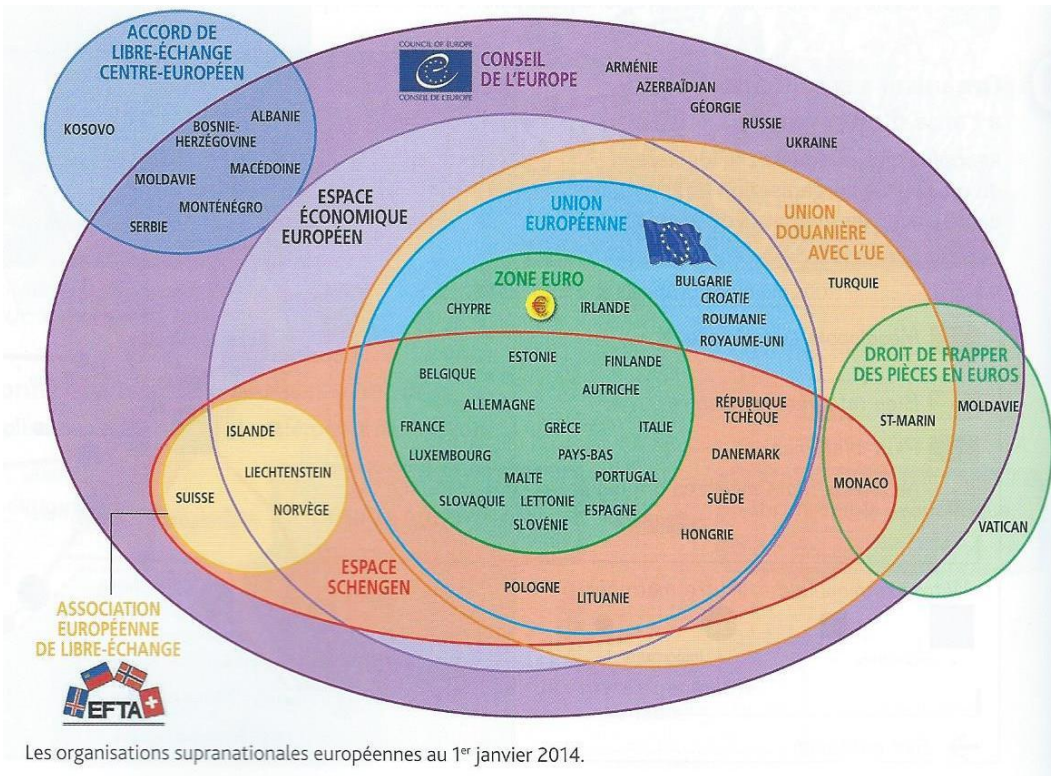 ACCORD DE
LIBRE-ÉCHANGE
CENTRE-EUROPÉEN
KOSOVO
ALBANIE
BOSNIE-
HERZÉGOVINE
MACÉDOINE
MOLDAVIE
MONTÉNÉGRO
SERBIE
COUNCIL OF EUROPE
CONSEIL DE L'EUROPE
CONSEIL
DE L'EUROPE
ARMÉNIE
AZERBAÏDJAN
GÉORGIE
RUSSIE
UKRAINE
ESPACE
ÉCONOMIQUE
EUROPÉEN
UNION
EUROPÉENNE
BULGARIE
CROATIE
ROUMANIE
ROYAUME-UNI
UNION
DOUANIÈRE
AVEC L'UE
TURQUIE
ZONE EURO
€
CHYPRE
IRLANDE
ESTONIE
FINLANDE
BELGIQUE
AUTRICHE
ALLEMAGNE
FRANCE
GRÈCE
ITALIE
LUXEMBOURG
PAYS-BAS
MALTE
PORTUGAL
SLOVAQUIE
LETTONIE
ESPAGNE
SLOVÉNIE
RÉPUBLIQUE
TCHÈQUE
DANEMARK
SUÈDE
HONGRIE
POLOGNE
LITUANIE
DROIT DE FRAPPER
DES PIÈCES EN EUROS
ST-MARIN
MOLDAVIE
MONACO
VATICAN
ISLANDE
LIECHTENSTEIN
SUISSE
NORVÈGE
ESPACE
SCHENGEN
ASSOCIATION
EUROPÉENNE
DE LIBRE-ÉCHANGE
EFTA
Les organisations supranationales européennes au 1er janvier 2014.